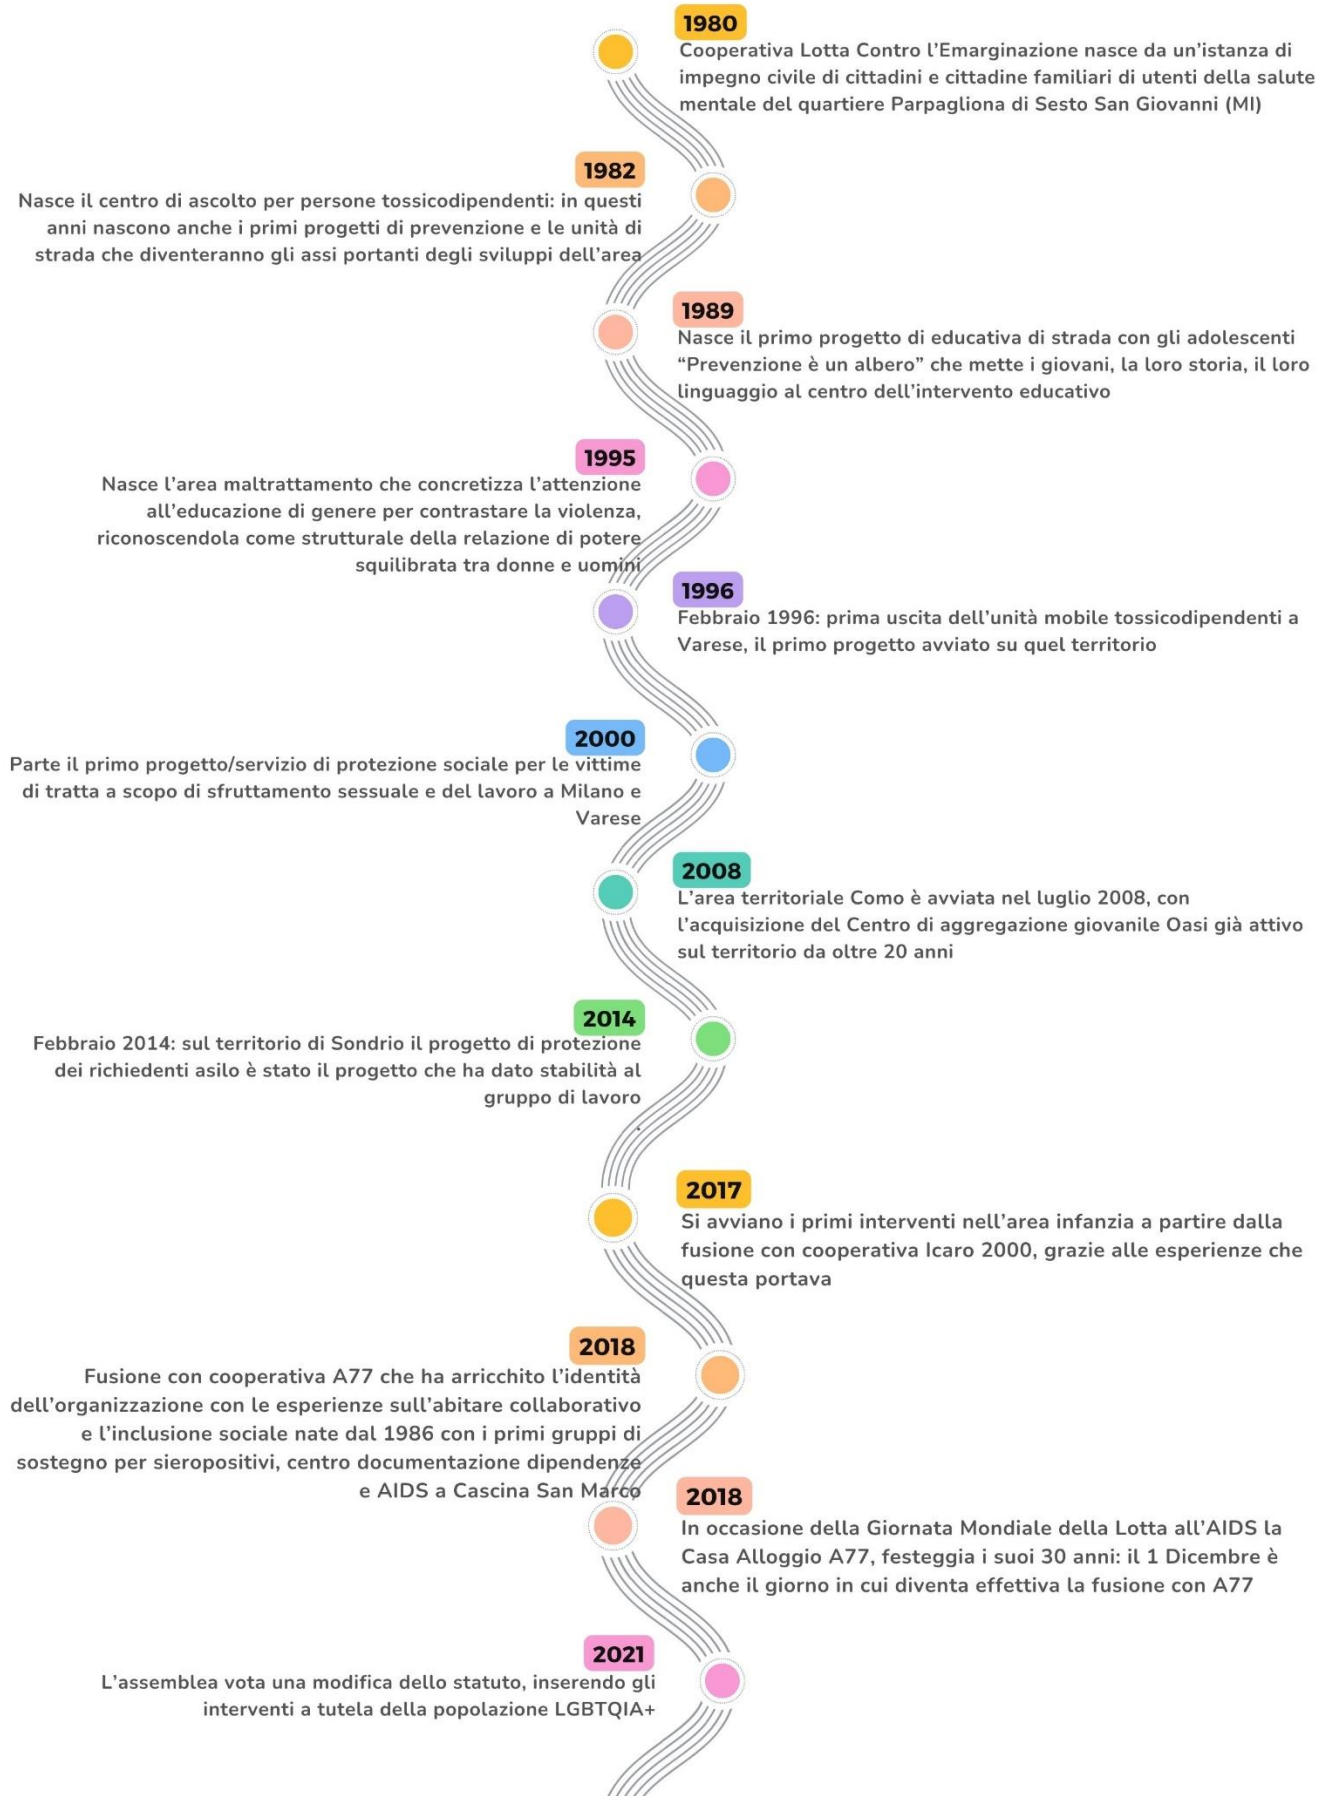 1980
Cooperativa Lotta Contro l'Emarginazione nasce da un'istanza di
impegno civile di cittadini e cittadine familiari di utenti della salute
mentale del quartiere Parpagliona di Sesto San Giovanni (MI)
1982
Nasce il centro di ascolto per persone tossicodipendenti: in questi
anni nascono anche i primi progetti di prevenzione e le unità di
strada che diventeranno gli assi portanti degli sviluppi dell'area
1989
Nasce il primo progetto di educativa di strada con gli adolescenti
“Prevenzione è un albero” che mette i giovani, la loro storia, il loro
linguaggio al centro dell'intervento educativo
1995
Nasce l'area maltrattamento che concretizza l'attenzione
all'educazione di genere per contrastare la violenza,
riconoscendola come strutturale della relazione di potere
squilibrata tra donne e uomini
1996
Febbraio 1996: prima uscita dell'unità mobile tossicodipendenti a
Varese, il primo progetto avviato su quel territorio
2000
Parte il primo progetto/servizio di protezione sociale per le vittime
di tratta a scopo di sfruttamento sessuale e del lavoro a Milano e
Varese
2008
L'area territoriale Como è avviata nel luglio 2008, con
l'acquisizione del Centro di aggregazione giovanile Oasi già attivo
sul territorio da oltre 20 anni
2014
Febbraio 2014: sul territorio di Sondrio il progetto di protezione
dei richiedenti asilo è stato il progetto che ha dato stabilità al
gruppo di lavoro
.
2017
Si avviano i primi interventi nell'area infanzia a partire dalla
fusione con cooperativa Icaro 2000, grazie alle esperienze che
questa portava
2018
Fusione con cooperativa A77 che ha arricchito l'identità
dell'organizzazione con le esperienze sull'abitare collaborativo
e l'inclusione sociale nate dal 1986 con i primi gruppi di
sostegno per sieropositivi, centro documentazione dipendenze
e AIDS a Cascina San Marco
2018
In occasione della Giornata Mondiale della Lotta all'AIDS la
Casa Alloggio A77, festeggia i suoi 30 anni: il 1 Dicembre è
anche il giorno in cui diventa effettiva la fusione con A77
2021
L'assemblea vota una modifica dello statuto, inserendo gli
interventi a tutela della popolazione LGBTQIA+